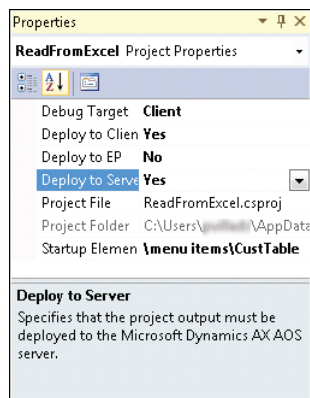 Properties
ReadFromExcel Project Properties
Debug Target Client
Deploy to Clien Yes
Deploy to EP No
Deploy to Serve Yes
Project File ReadFromExcel.csproj
Project Folder C:\Users\ \AppData
Startup Elemen \menu items\CustTable
Deploy to Server
Specifies that the project output must be
deployed to the Microsoft Dynamics AX AOS
server.